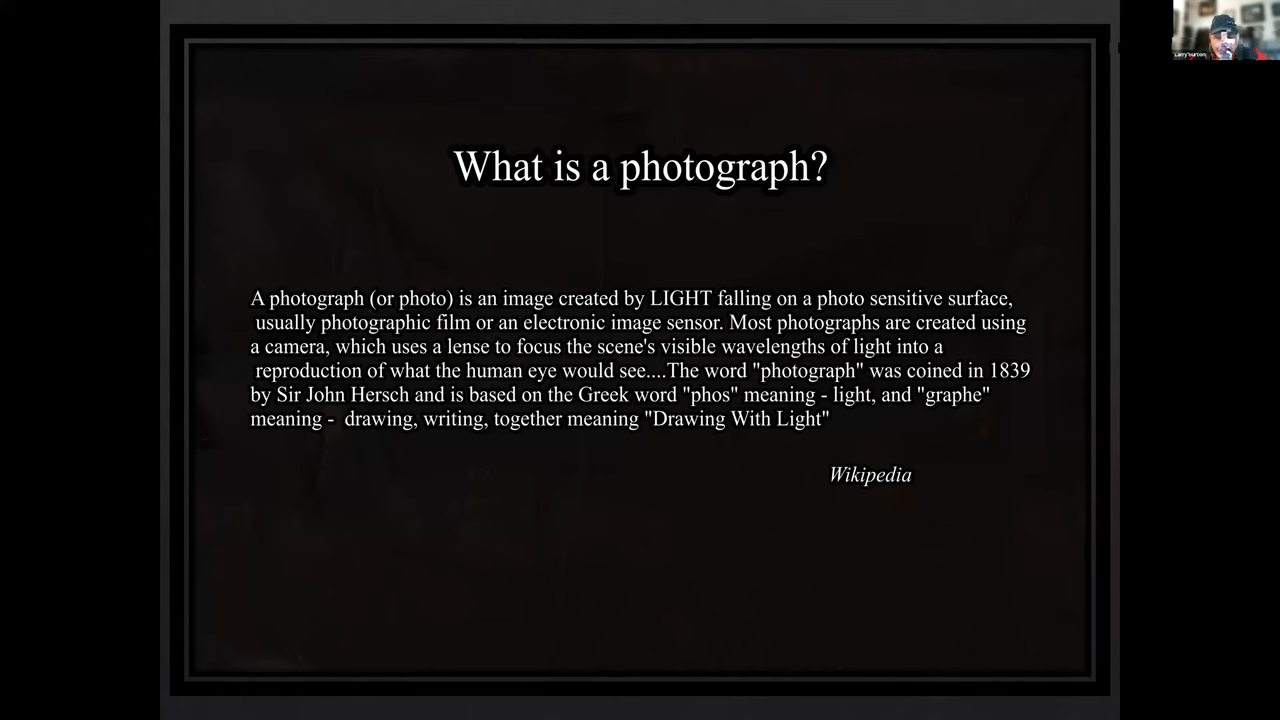 What is a photograph?
A photograph (or photo) is an image created by LIGHT falling on a photo sensitive surface,
usually photographic film or an electronic image sensor. Most photographs are created using
a camera, which uses a lense to focus the scene's visible wavelengths of light into a
reproduction of what the human eye would see....The word "photograph" was coined in 1839
by Sir John Hersch and is based on the Greek word "phos" meaning - light, and "graphe"
meaning -  drawing, writing, together meaning "Drawing With Light"
Wikipedia